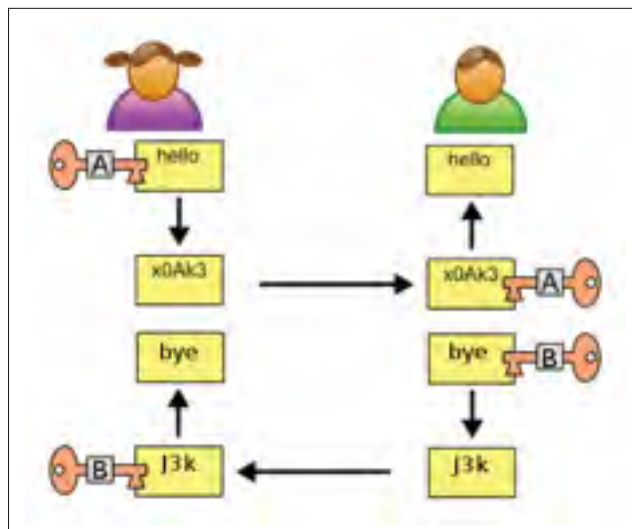 A hello
hello
x0Ak3
x0Ak3 A
bye
bye B
B J3k
J3k